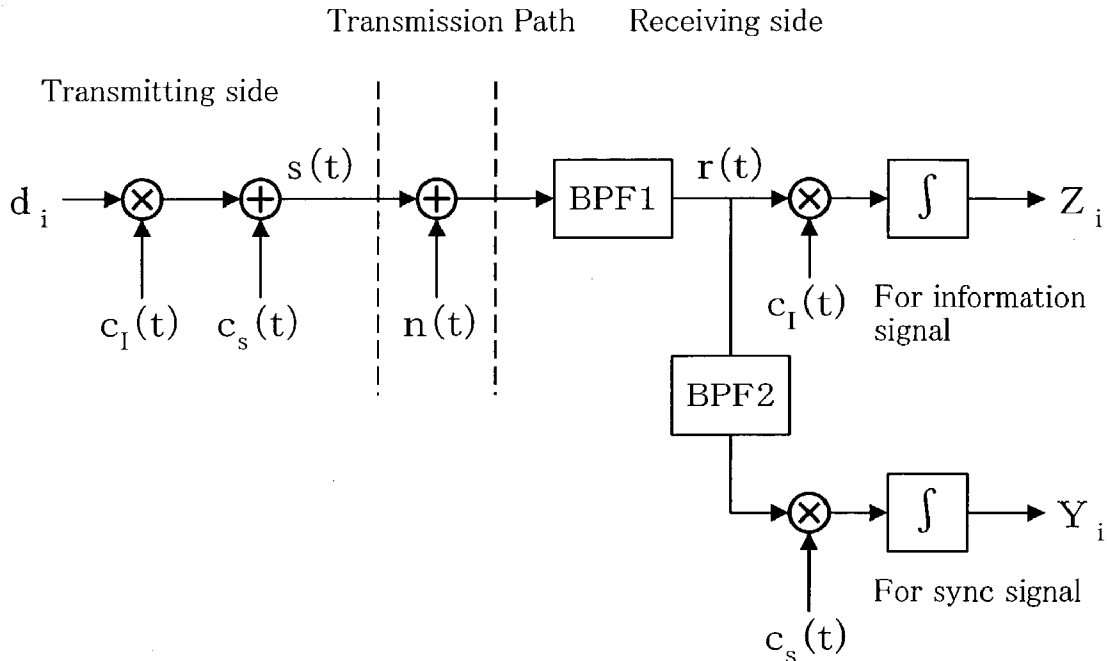 Transmission Path
Receiving side
Transmitting side
s(t)
r(t)
d i
BPF1
∫
Z i
c I (t)
c s (t)
n(t)
c I (t)
For information
signal
BPF2
∫
Y i
For sync signal
c s (t)